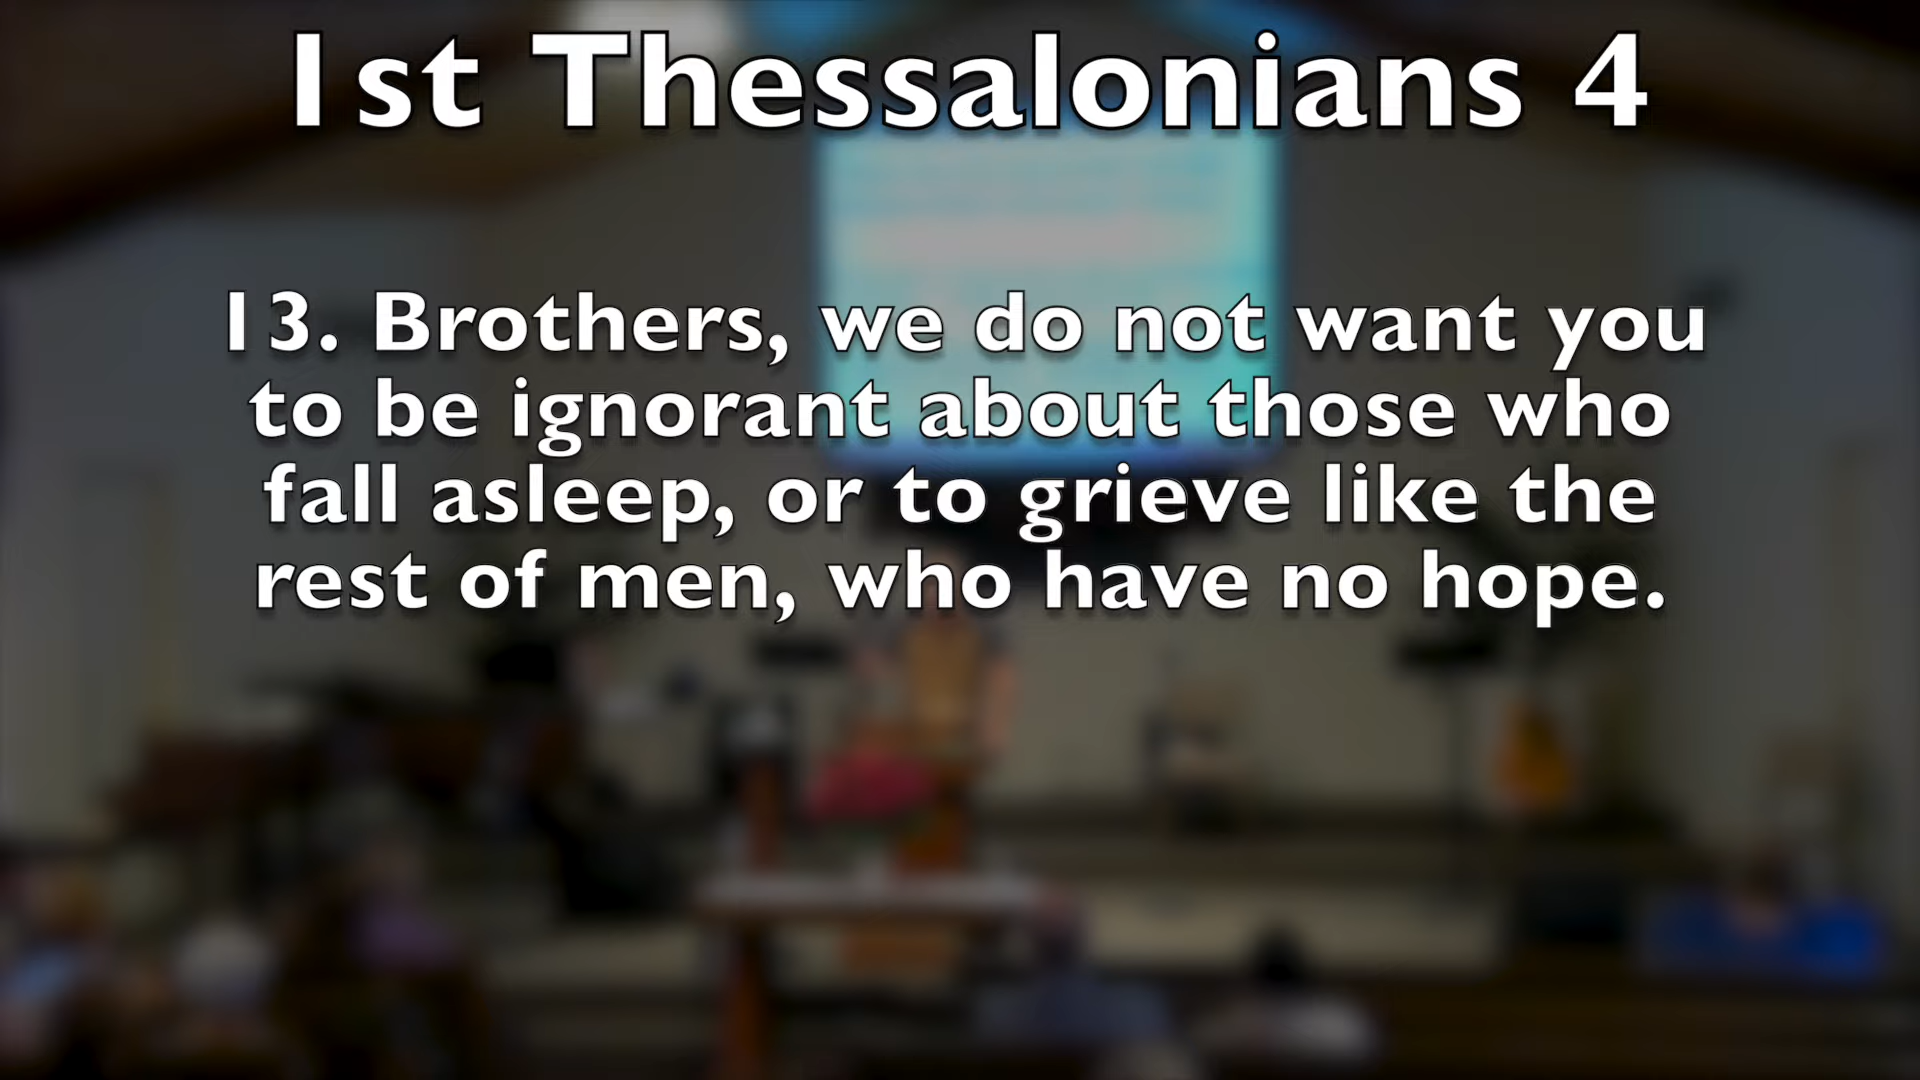 1st Thessalonians 4
13. Brothers, we do not want you
to be ignorant about those who
fall asleep, or to grieve like the
rest of men, who have no hope.